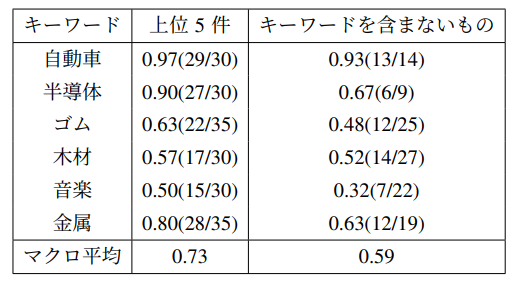 キーワード 上位 5 件 キーワードを含まないもの
自動車 0.97(29/30) 0.93(13/14)
半導体 0.90(27/30) 0.67(6/9)
ゴム 0.63(22/35) 0.48(12/25)
木材 0.57(17/30) 0.52(14/27)
音楽 0.50(15/30) 0.32(7/22)
金属 0.80(28/35) 0.63(12/19)
マクロ平均 0.73 0.59